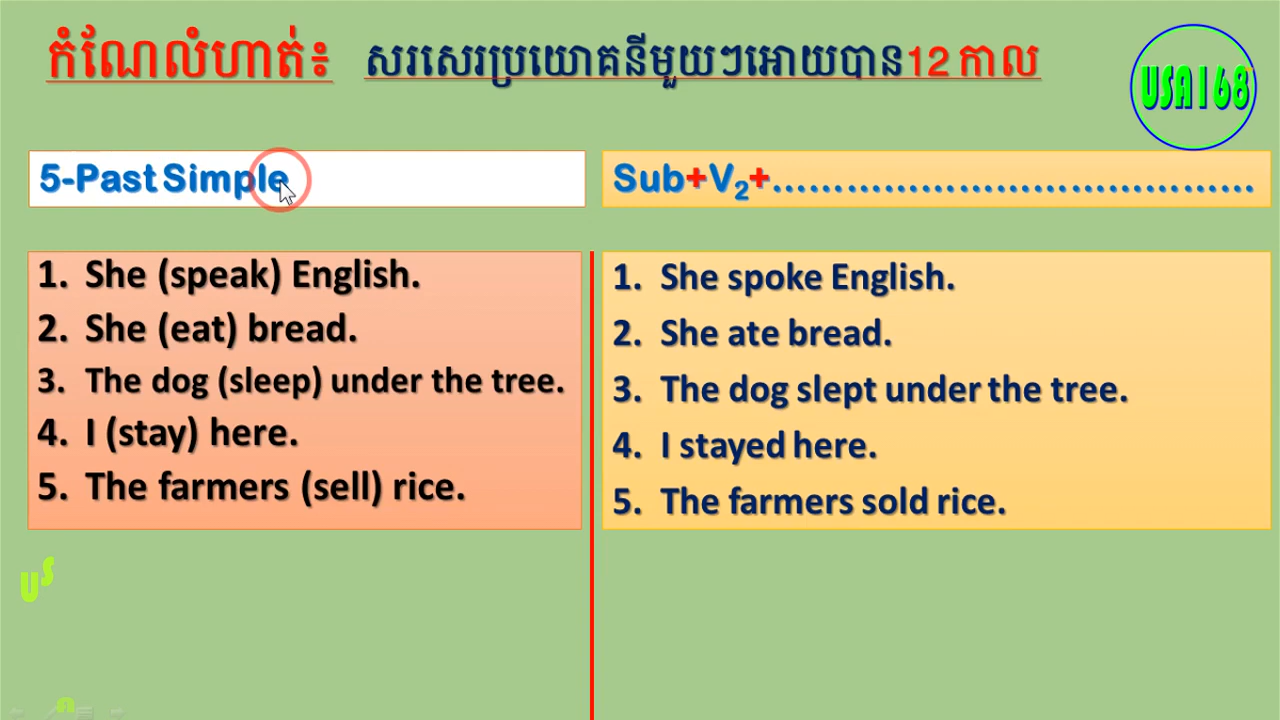 កំណែលំហាត់៖ សរសេរប្រយោគនីមួយៗអោយបាន12 កាល
USA168
5-Past Simple
Sub+V₂+............................................
1. She (speak) English.
2. She (eat) bread.
3. The dog (sleep) under the tree.
4. I (stay) here.
5. The farmers (sell) rice.
1. She spoke English.
2. She ate bread.
3. The dog slept under the tree.
4. I stayed here.
5. The farmers sold rice.
US